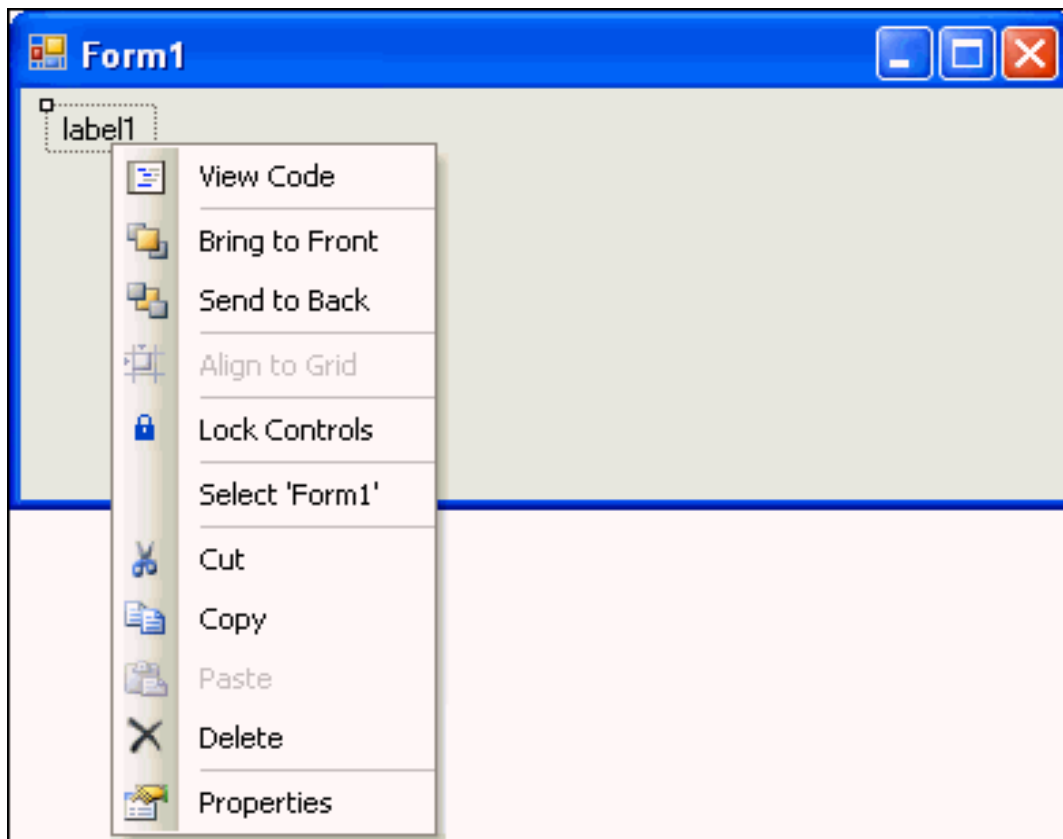 Form1
label1
View Code
Bring to Front
Send to Back
Align to Grid
Lock Controls
Select 'Form1'
Cut
Copy
Paste
Delete
Properties